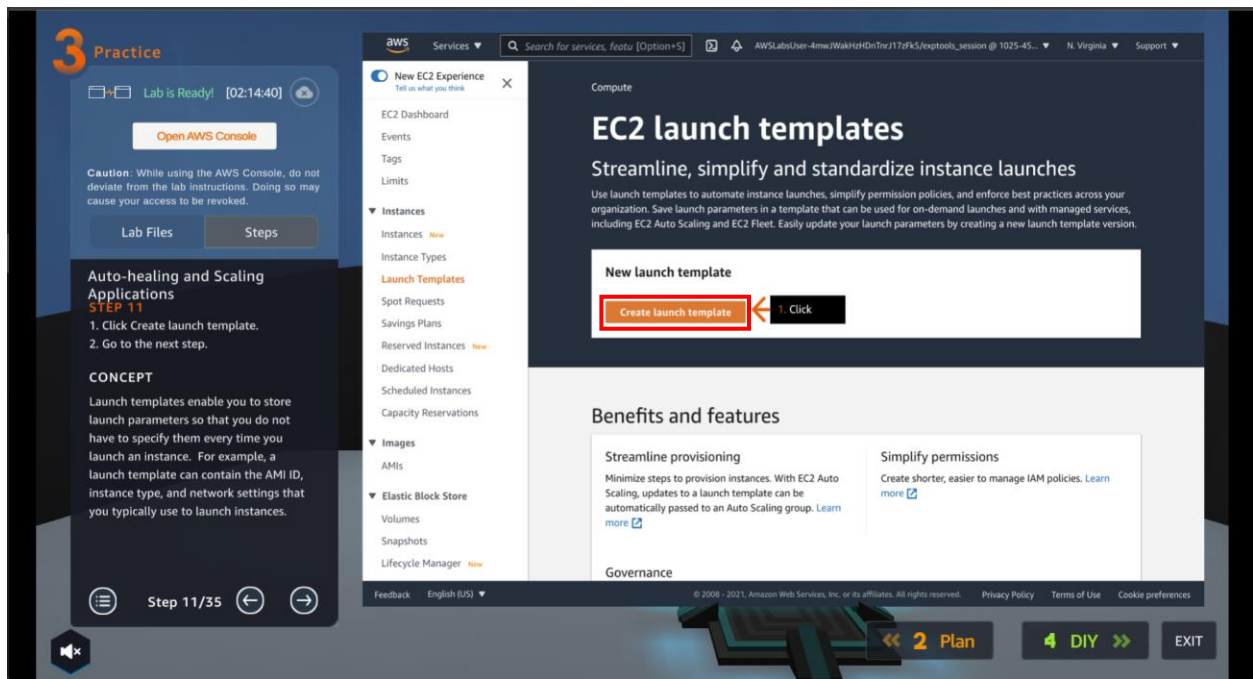 3 Practice
Lab is Ready! [02:14:40]
Open AWS Console
Caution: While using the AWS Console, do not
deviate from the lab instructions. Doing so may
cause your access to be revoked.
Lab Files Steps
Auto-healing and Scaling
Applications
STEP 11
1. Click Create launch template.
2. Go to the next step.
CONCEPT
Launch templates enable you to store
launch parameters so that you do not
have to specify them every time you
launch an instance. For example, a
launch template can contain the AMI ID,
instance type, and network settings that
you typically use to launch instances.
Step 11/35
aws Services Search for services, featu [Option+S] N. Virginia Support
New EC2 Experience
Tell us what you think
EC2 Dashboard
Events
Tags
Limits
Instances
Instances New
Instance Types
Launch Templates
Spot Requests
Savings Plans
Reserved Instances New
Dedicated Hosts
Scheduled Instances
Capacity Reservations
Images
AMIs
Elastic Block Store
Volumes
Snapshots
Lifecycle Manager New
Compute
EC2 launch templates
Streamline, simplify and standardize instance launches
Use launch templates to automate instance launches, simplify permission policies, and enforce best practices across your
organization. Save launch parameters in a template that can be used for on-demand launches and with managed services,
including EC2 Auto Scaling and EC2 Fleet. Easily update your launch parameters by creating a new launch template version.
New launch template
Create launch template 1. Click
Benefits and features
Streamline provisioning
Minimize steps to provision instances. With EC2 Auto
Scaling, updates to a launch template can be
automatically passed to an Auto Scaling group. Learn
more
Simplify permissions
Create shorter, easier to manage IAM policies. Learn
more
Governance
Feedback English (US) © 2008 - 2021, Amazon Web Services, Inc. or its affiliates. All rights reserved. Privacy Policy Terms of Use Cookie preferences
2 Plan 4 DIY EXIT